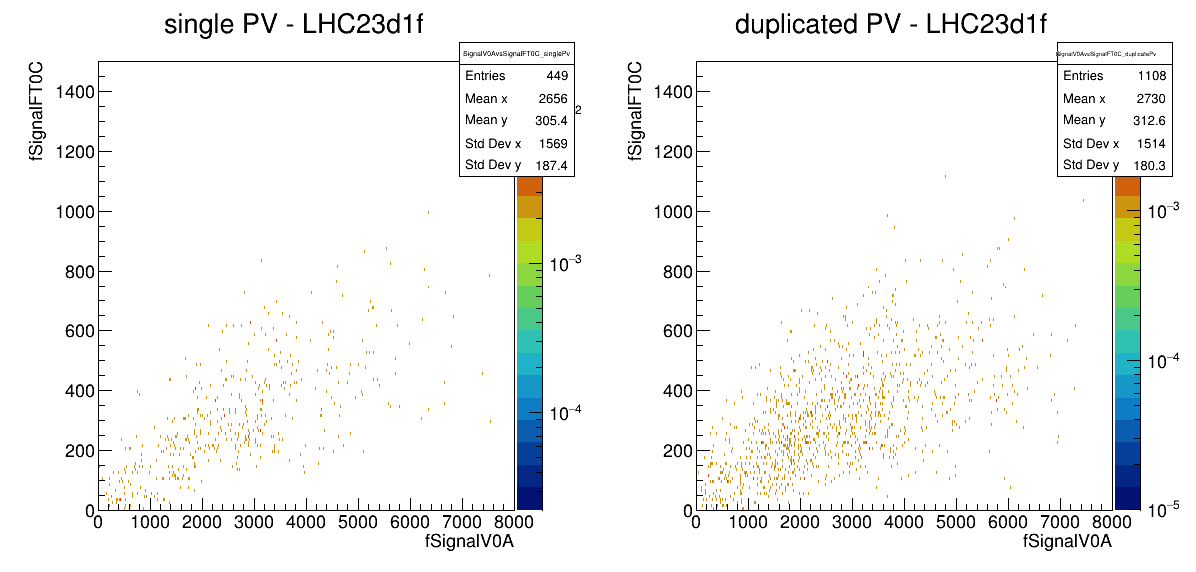 single PV - LHC23d1f
SignalV0AvsSignalFT0C_singlePv
Entries 449
Mean x 2656
Mean y 305.4
Std Dev x 1569
Std Dev y 187.4
fSignalFT0C
1400
1200
1000
800
600
400
200
0
0 1000 2000 3000 4000 5000 6000 7000 8000
fSignalV0A
2
10−3
10−4
duplicated PV - LHC23d1f
SignalV0AvsSignalFT0C_duplicatePv
Entries 1108
Mean x 2730
Mean y 312.6
Std Dev x 1514
Std Dev y 180.3
fSignalFT0C
1400
1200
1000
800
600
400
200
0
0 1000 2000 3000 4000 5000 6000 7000 8000
fSignalV0A
10−3
10−4
10−5